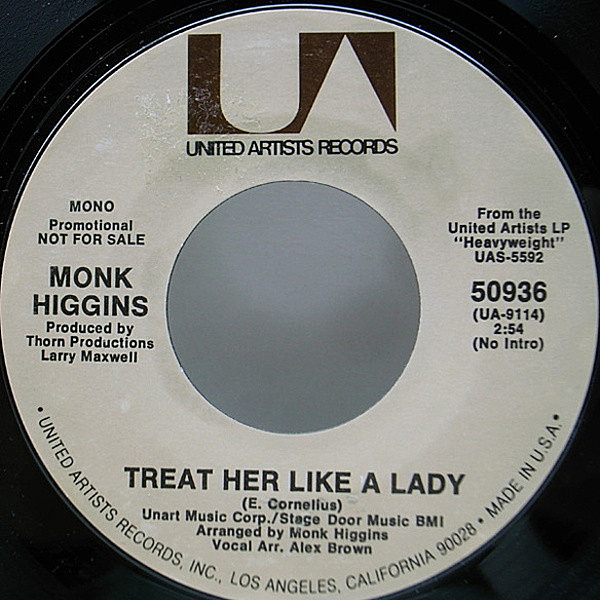 UA
UNITED ARTISTS RECORDS
MONO
Promotional
NOT FOR SALE
MONK
HIGGINS
Produced by
Thorn Productions
Larry Maxwell
From the
United Artists LP
"Heavyweight"
UAS-5592
50936
(UA-9114)
2:54
(No Intro)
TREAT HER LIKE A LADY
(E. Cornelius)
Unart Music Corp./Stage Door Music BMI
Arranged by Monk Higgins
Vocal Arr. Alex Brown
• UNITED ARTISTS RECORDS, INC., LOS ANGELES, CALIFORNIA 90028 • MADE IN U.S.A. •